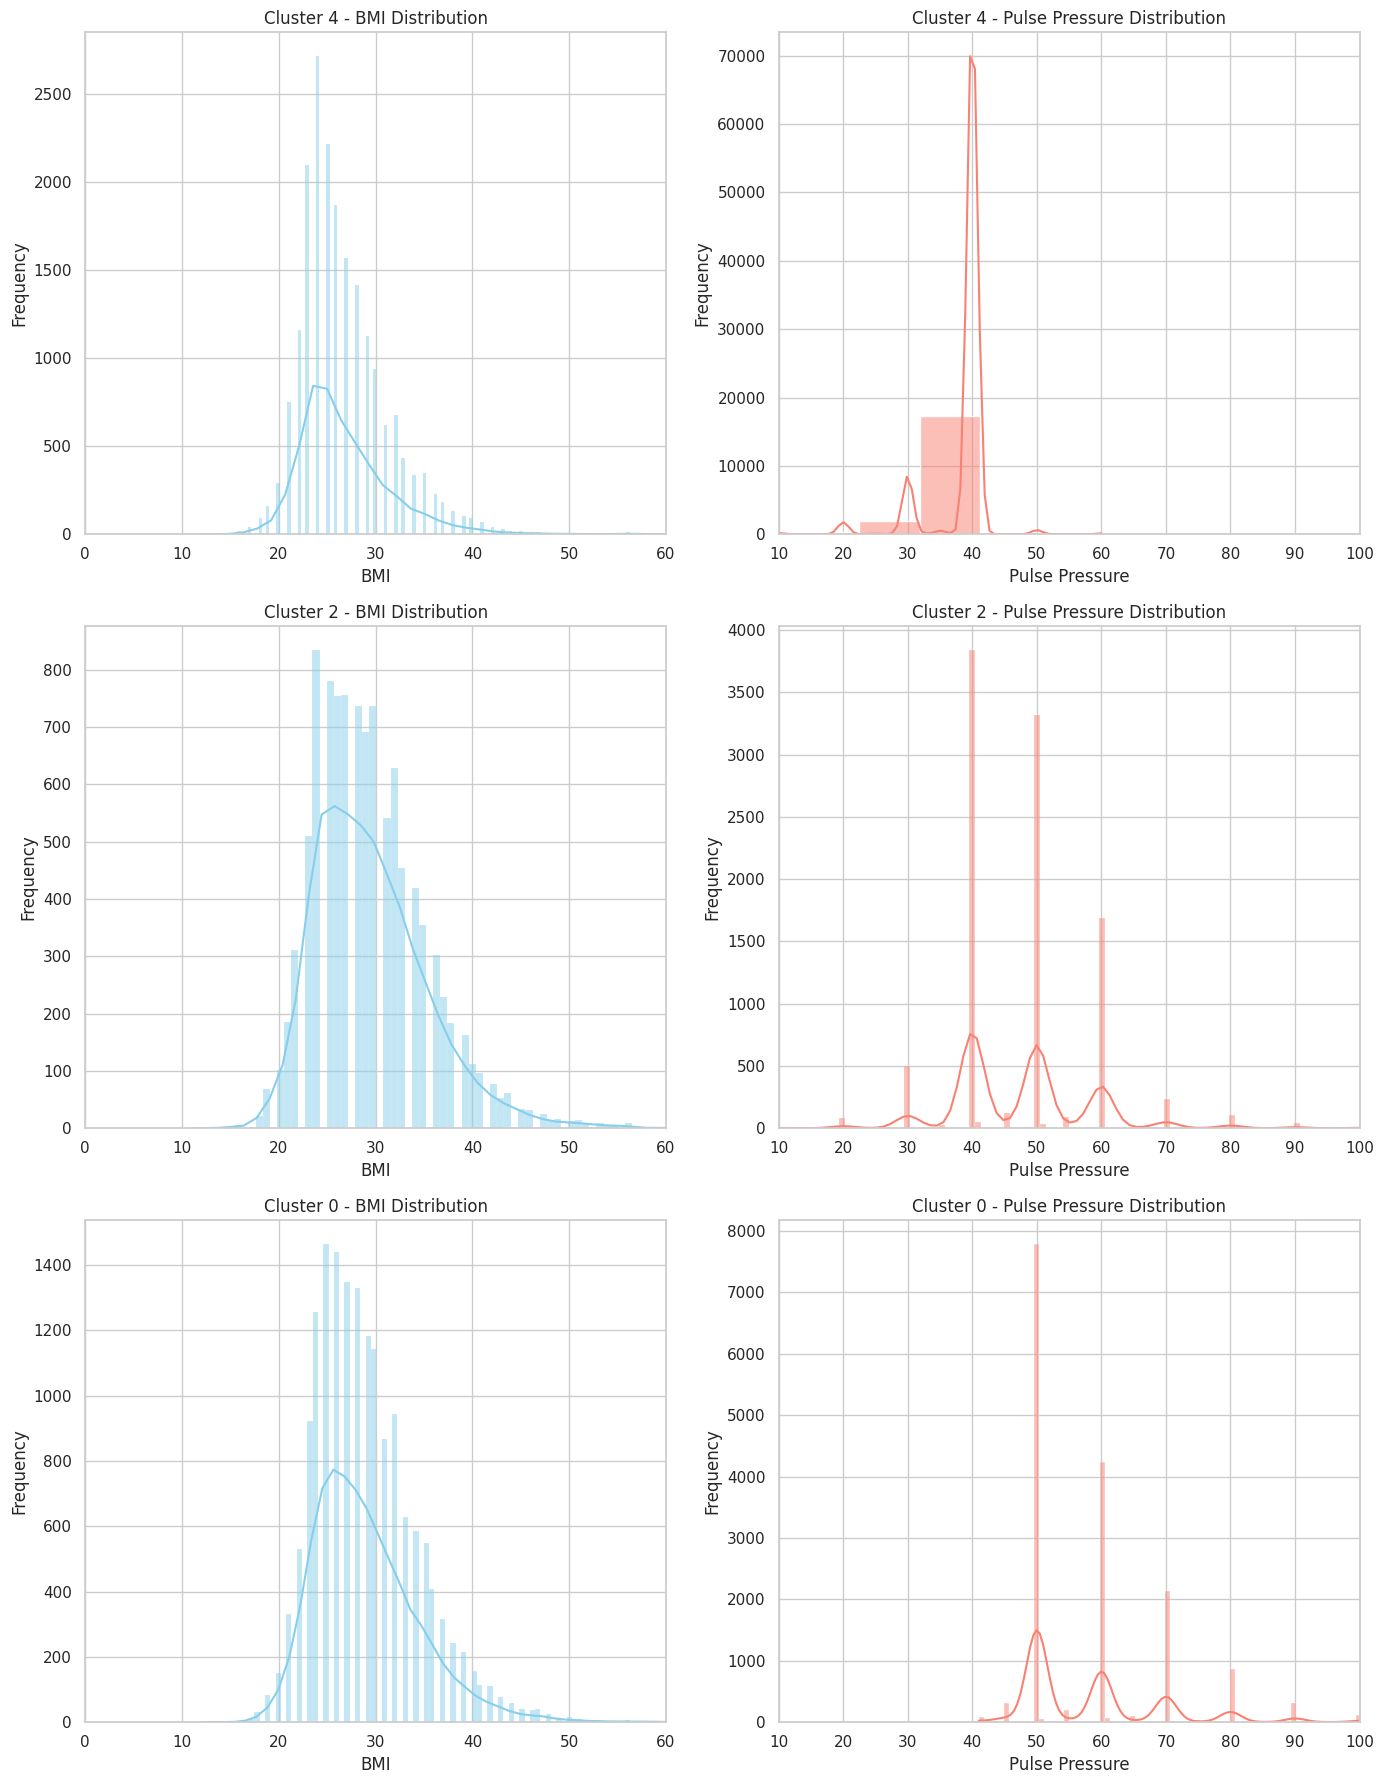 Cluster 4 - BMI Distribution
Frequency
2500
2000
1500
1000
500
0
0 10 20 30 40 50 60
BMI
Cluster 4 - Pulse Pressure Distribution
Frequency
70000
60000
50000
40000
30000
20000
10000
0
10 20 30 40 50 60 70 80 90 100
Pulse Pressure
Cluster 2 - BMI Distribution
Frequency
800
700
600
500
400
300
200
100
0
0 10 20 30 40 50 60
BMI
Cluster 2 - Pulse Pressure Distribution
Frequency
4000
3500
3000
2500
2000
1500
1000
500
0
10 20 30 40 50 60 70 80 90 100
Pulse Pressure
Cluster 0 - BMI Distribution
Frequency
1400
1200
1000
800
600
400
200
0
0 10 20 30 40 50 60
BMI
Cluster 0 - Pulse Pressure Distribution
Frequency
8000
7000
6000
5000
4000
3000
2000
1000
0
10 20 30 40 50 60 70 80 90 100
Pulse Pressure